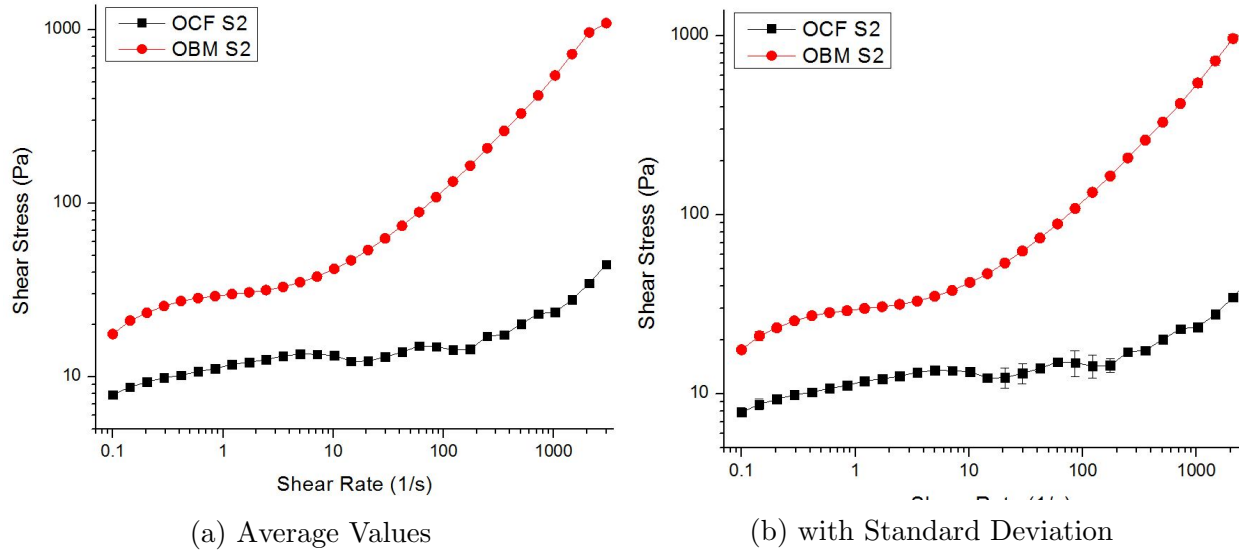 OCF S2
OBM S2
1000
100
10
Shear Stress (Pa)
0.1 1 10 100 1000
Shear Rate (1/s)
(a) Average Values
OCF S2
OBM S2
1000
100
10
Shear Stress (Pa)
0.1 1 10 100 1000
(b) with Standard Deviation